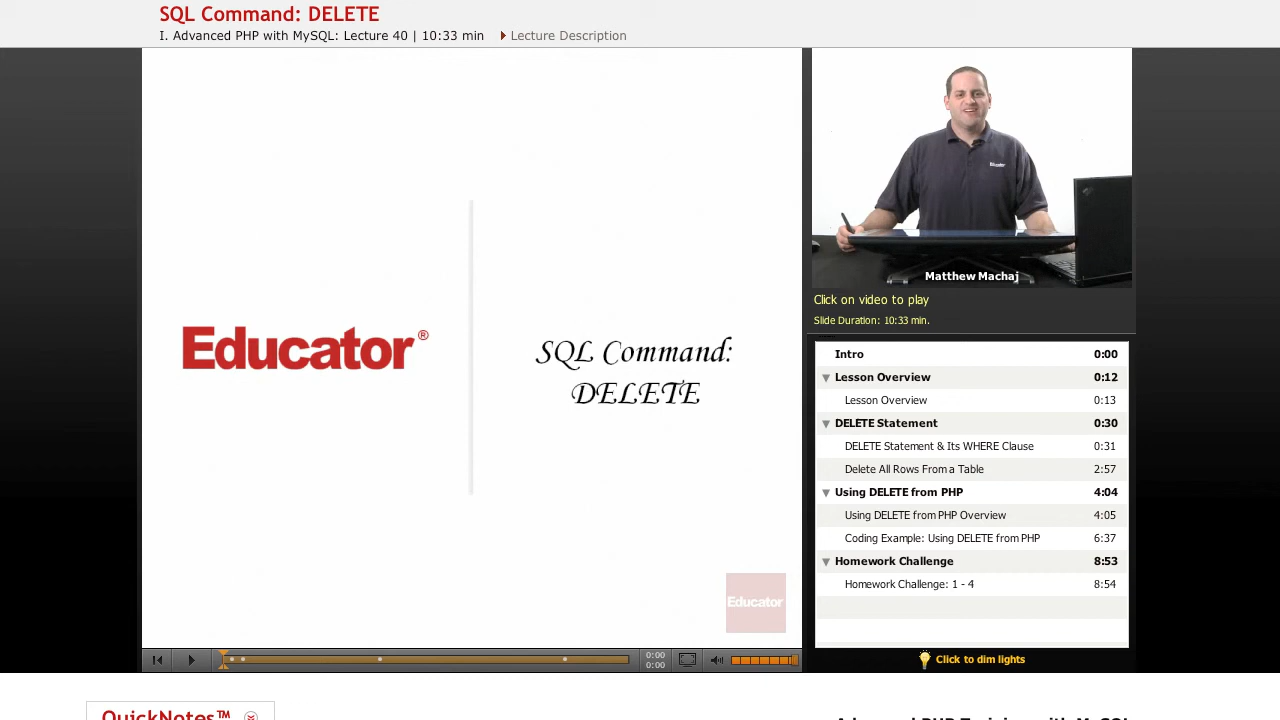 SQL Command: DELETE
I. Advanced PHP with MySQL: Lecture 40 | 10:33 min
Lecture Description
Educator®
SQL Command:
DELETE
Educator
Matthew Machaj
Click on video to play
Slide Duration: 10:33 min.
Intro 0:00
Lesson Overview 0:12
Lesson Overview 0:13
DELETE Statement 0:30
DELETE Statement & Its WHERE Clause 0:31
Delete All Rows From a Table 2:57
Using DELETE from PHP 4:04
Using DELETE from PHP Overview 4:05
Coding Example: Using DELETE from PHP 6:37
Homework Challenge 8:53
Homework Challenge: 1 - 4 8:54
0:00
0:00
Click to dim lights
QuickNotes™
Advanced PHP Training with MySQL